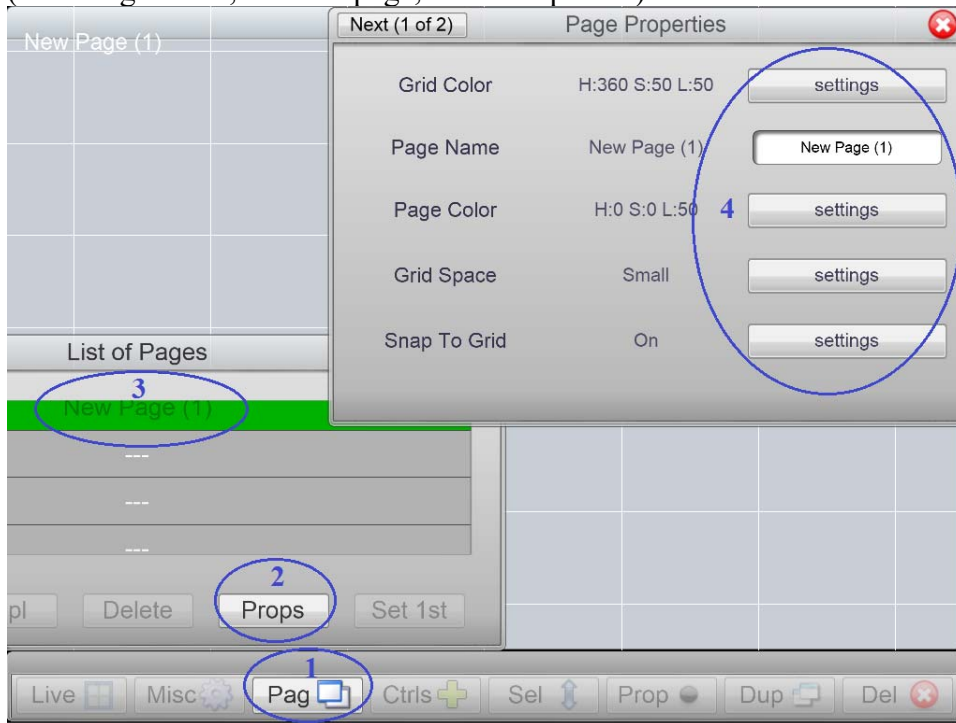 New Page (1)
Next (1 of 2) Page Properties
Grid Color H:360 S:50 L:50 settings
Page Name New Page (1) New Page (1)
Page Color H:0 S:0 L:50 4 settings
Grid Space Small settings
Snap To Grid On settings
List of Pages
3
New Page (1)
---
---
---
2
pl Delete Props Set 1st
1
Live Misc Pag Ctrls Sel Prop Dup Del